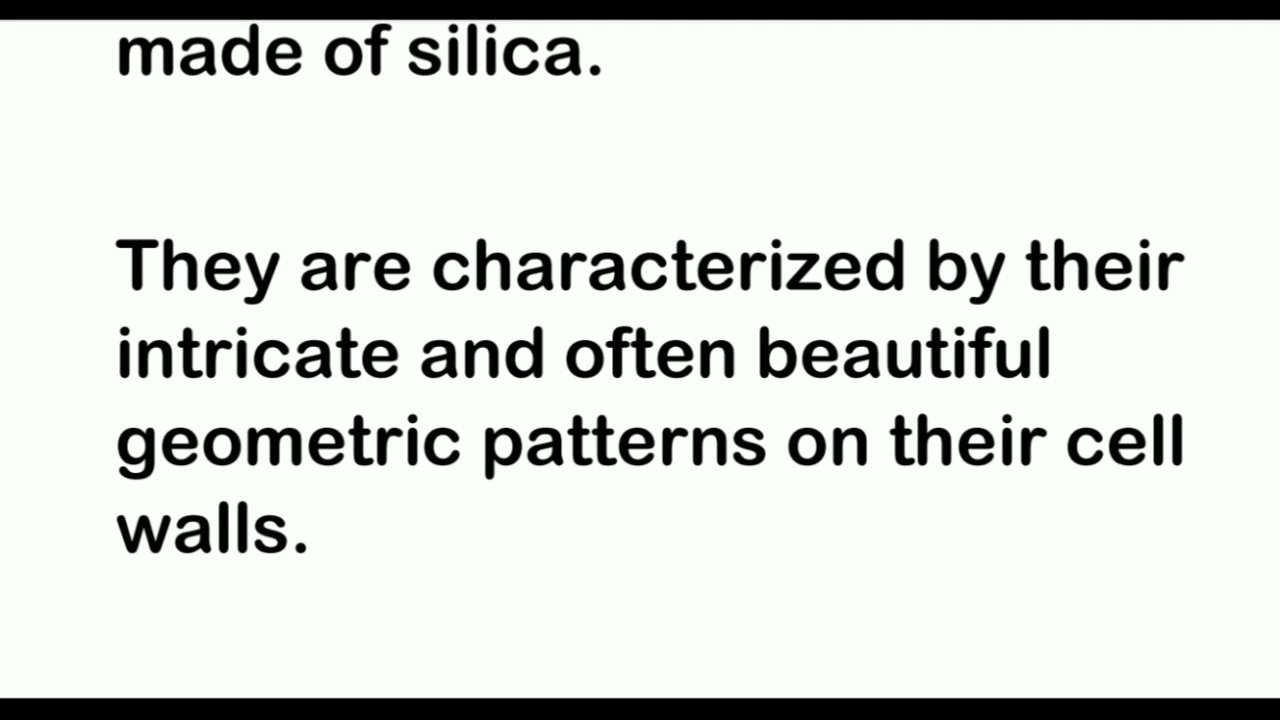 made of silica.
They are characterized by their
intricate and often beautiful
geometric patterns on their cell
walls.